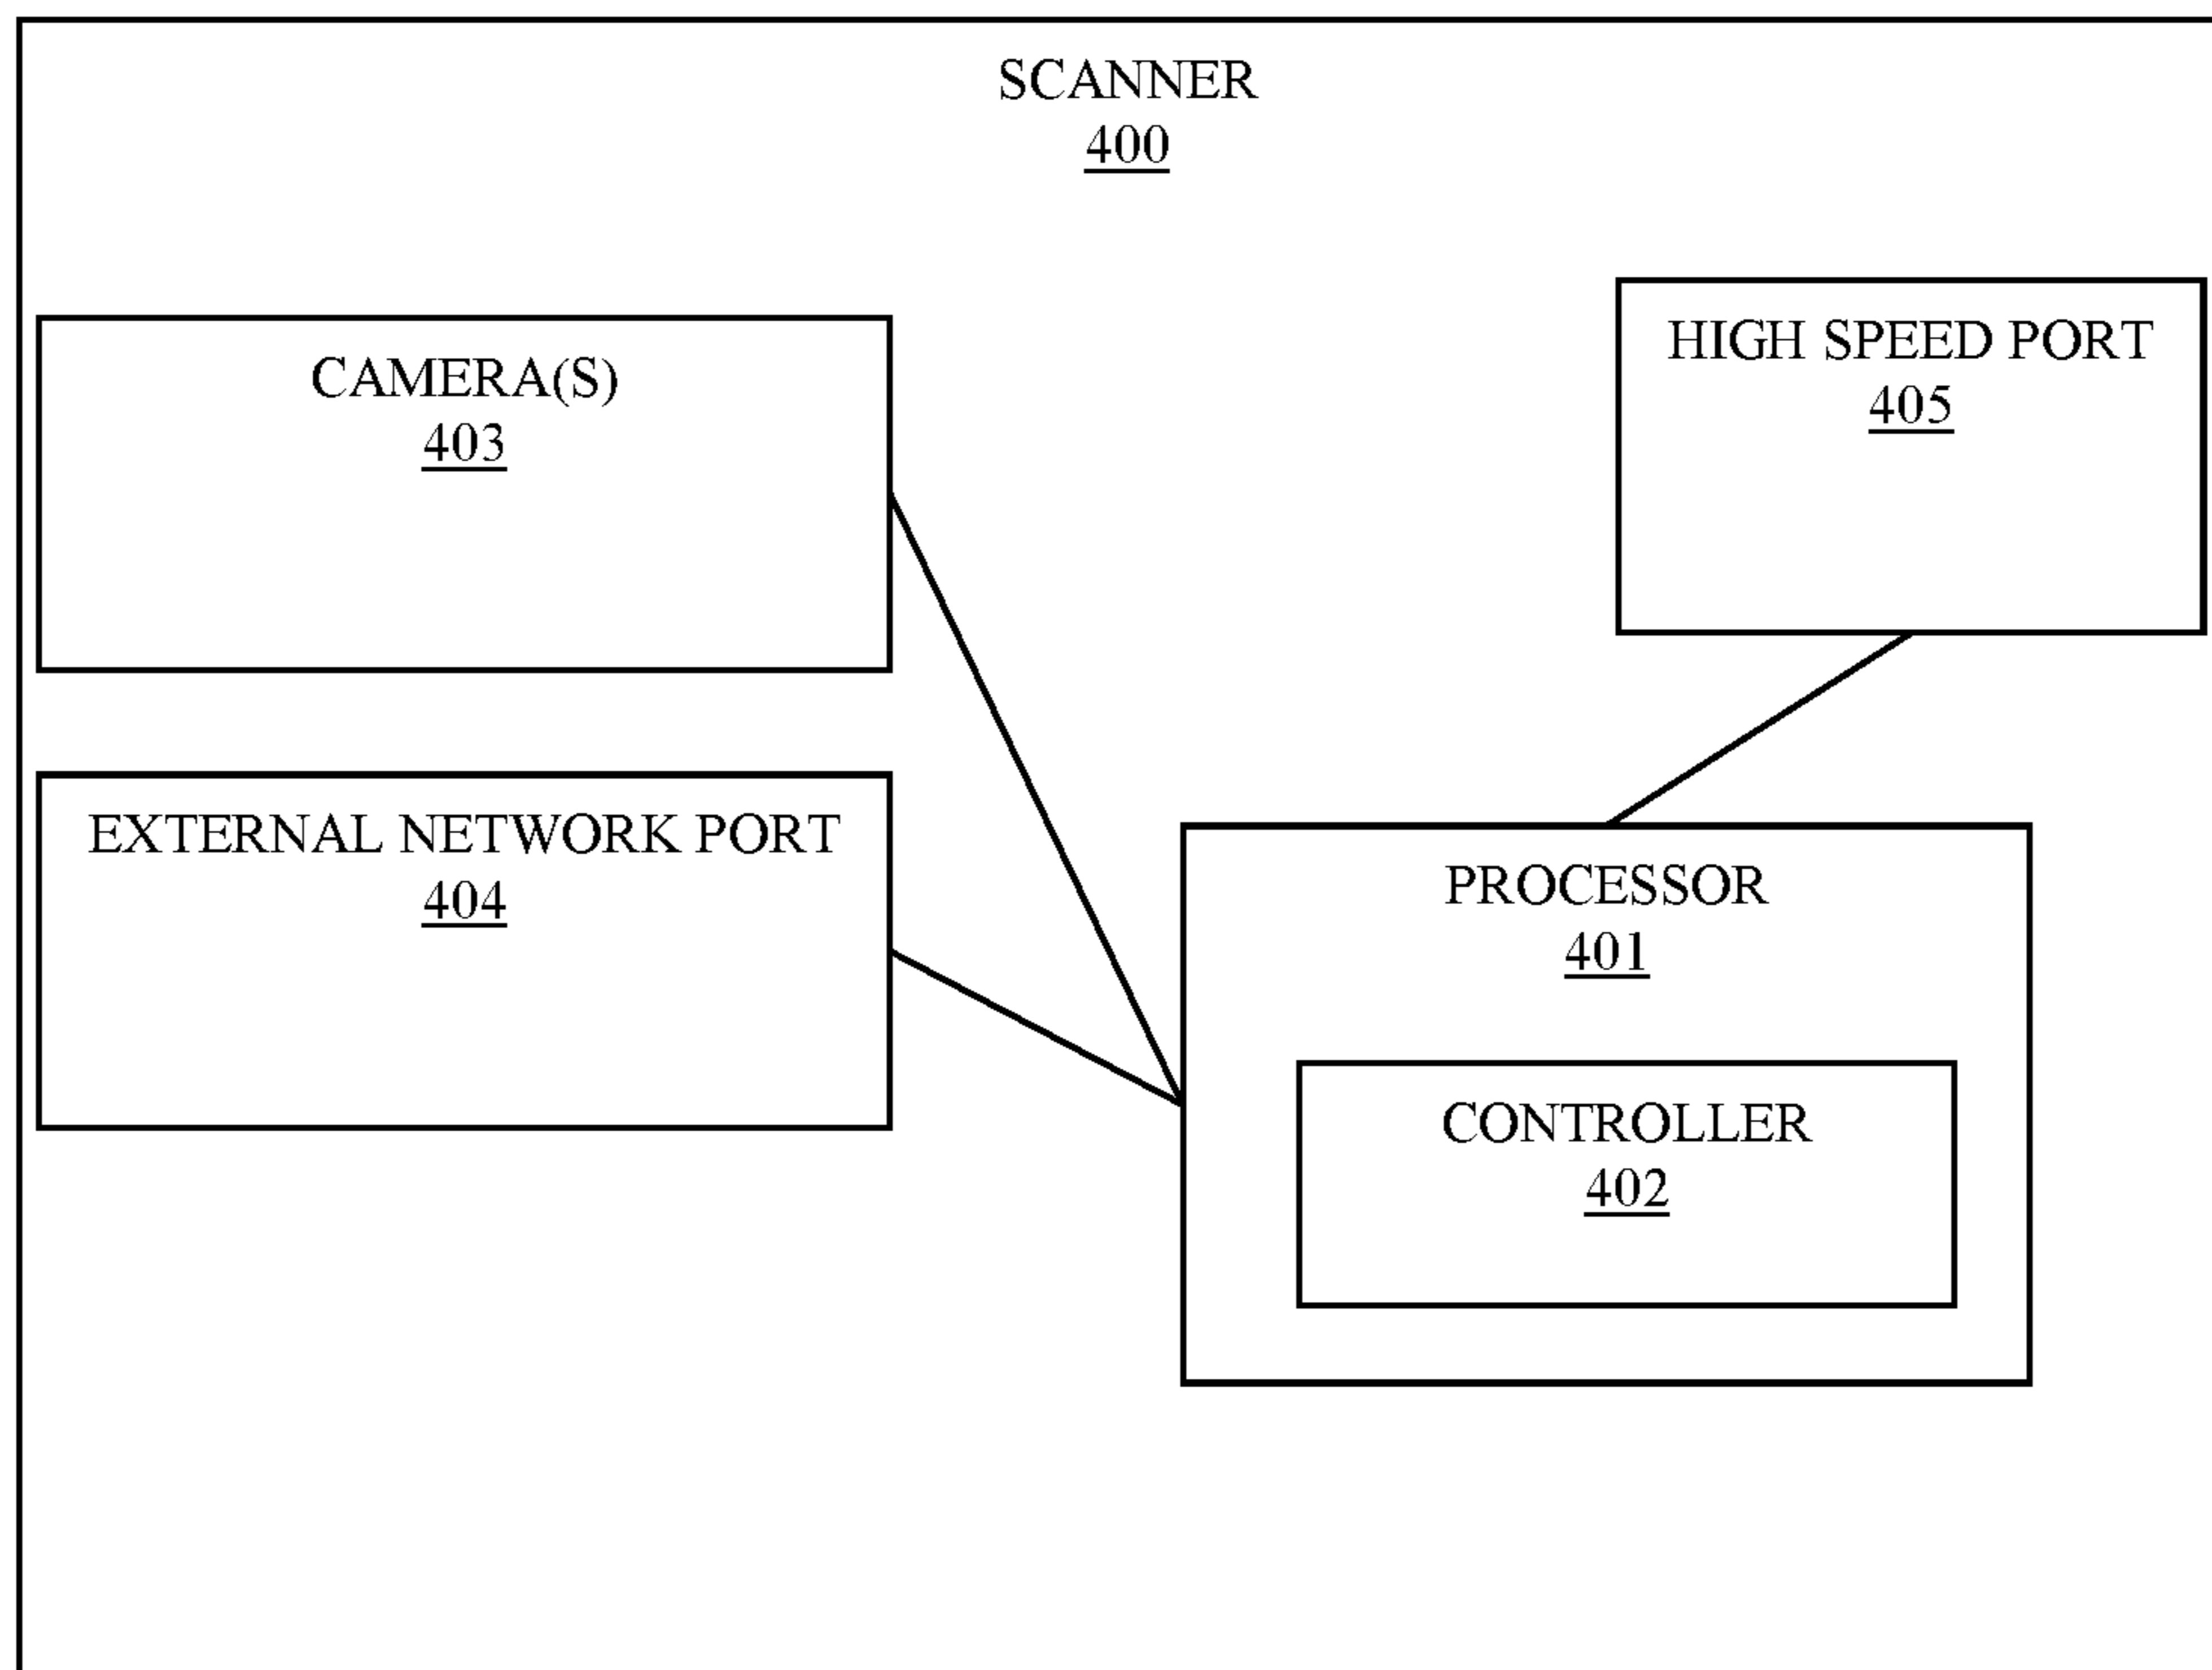 SCANNER
400
HIGH SPEED PORT
405
CAMERA(S)
403
EXTERNAL NETWORK PORT
404
PROCESSOR
401
CONTROLLER
402